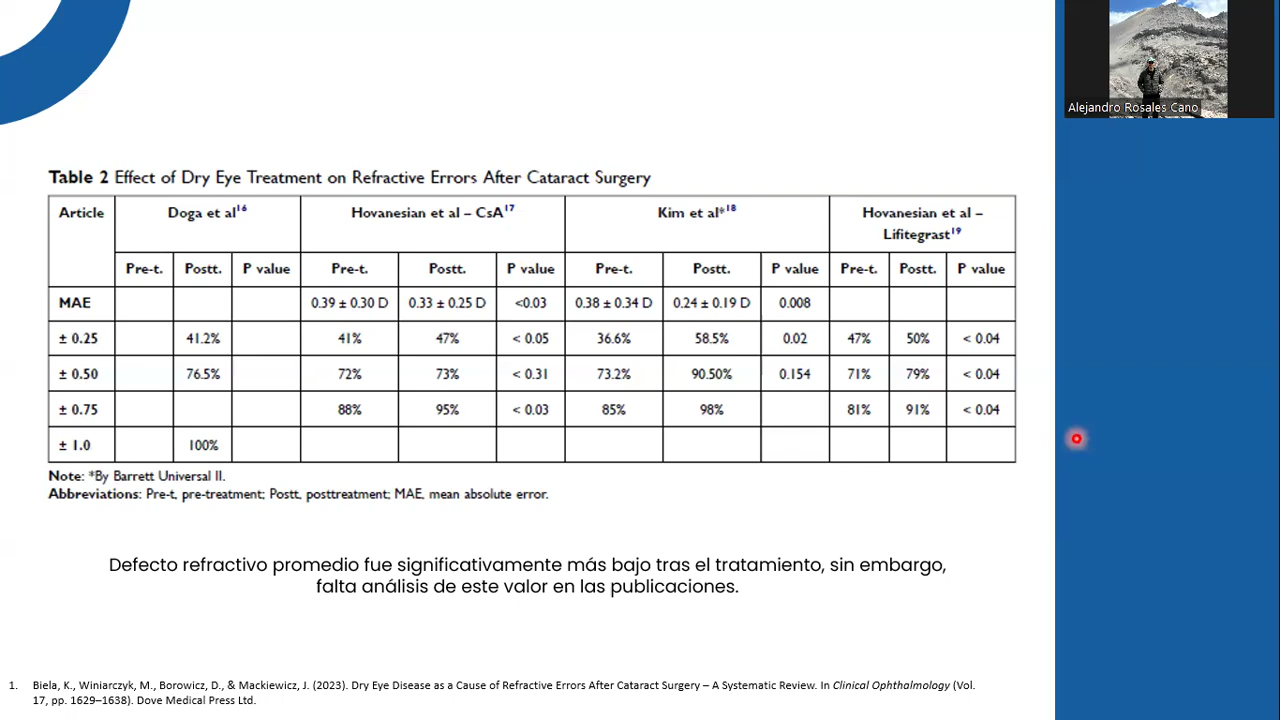 Alejandro Rosales Cano
Table 2 Effect of Dry Eye Treatment on Refractive Errors After Cataract Surgery
Article Doga et al16 Hovanesian et al – CsA17 Kim et al*18 Hovanesian et al –
Lifitegrast19
Pre-t. Postt. P value Pre-t. Postt. P value Pre-t. Postt. P value Pre-t. Postt. P value
MAE 0.39 ± 0.30 D 0.33 ± 0.25 D <0.03 0.38 ± 0.34 D 0.24 ± 0.19 D 0.008
± 0.25 41.2% 41% 47% < 0.05 36.6% 58.5% 0.02 47% 50% < 0.04
± 0.50 76.5% 72% 73% < 0.31 73.2% 90.50% 0.154 71% 79% < 0.04
± 0.75 88% 95% < 0.03 85% 98% 81% 91% < 0.04
± 1.0 100%
Note: *By Barrett Universal II.
Abbreviations: Pre-t, pre-treatment; Postt, posttreatment; MAE, mean absolute error.
Defecto refractivo promedio fue significativamente más bajo tras el tratamiento, sin embargo,
falta análisis de este valor en las publicaciones.
1. Biela, K., Winiarczyk, M., Borowicz, D., & Mackiewicz, J. (2023). Dry Eye Disease as a Cause of Refractive Errors After Cataract Surgery – A Systematic Review. In Clinical Ophthalmology (Vol.
17, pp. 1629–1638). Dove Medical Press Ltd.